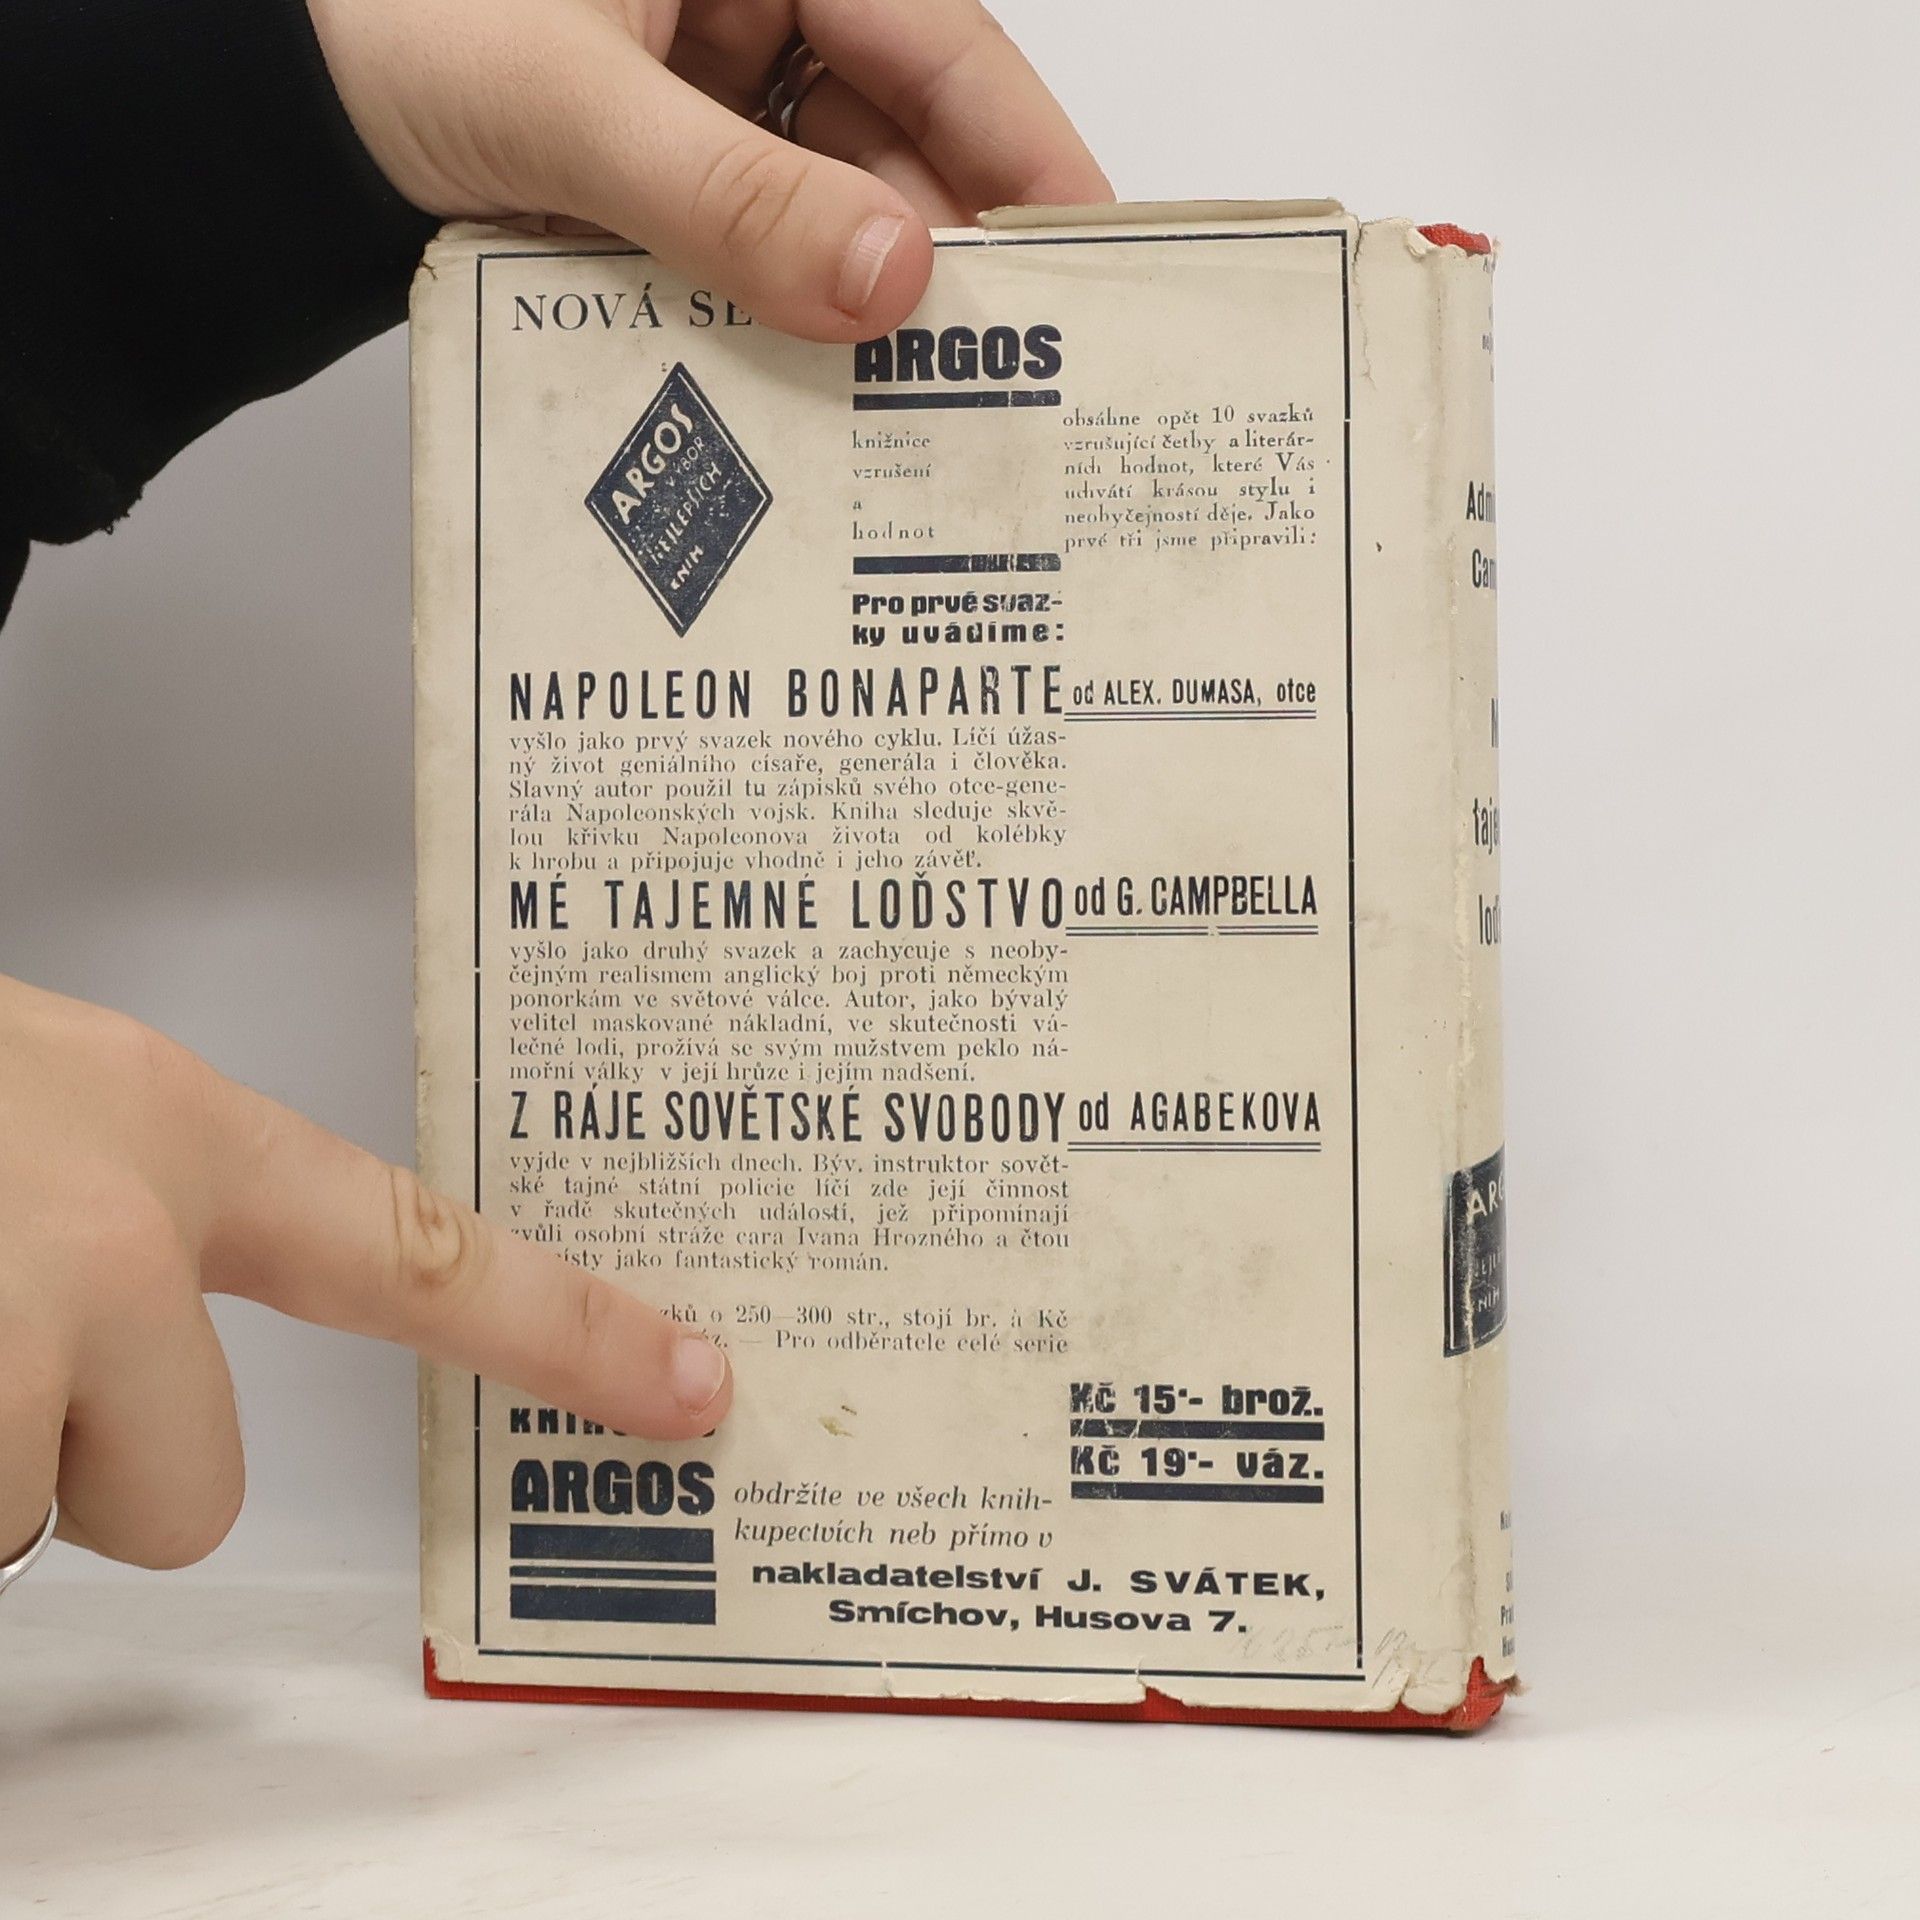 NOVÁ
ARGOS
ARGOS
VÝBOR
NEJLEPŠÍCH
KNIH
knižnice
vzrušení
a
hodnot
obsáhne opět 10 svazků
vzrušující četby a literár-
ních hodnot, které Vás
uchvátí krásou stylu i
neobyčejností děje. Jako
prvé tři jsme připravili:
Pro prvé svaz-
ky uvádíme:
NAPOLEON BONAPARTE od ALEX. DUMASA, otce
vyšlo jako prvý svazek nového cyklu. Líčí úžas-
ný život geniálního císaře, generála i člověka.
Slavný autor použil tu zápisků svého otce-gene-
rála Napoleonských vojsk. Kniha sleduje skvě-
lou křivku Napoleonova života od kolébky
k hrobu a připojuje vhodně i jeho závěť.
MÉ TAJEMNÉ LOĎSTVO od G. CAMPBELLA
vyšlo jako druhý svazek a zachycuje s neoby-
čejným realismem anglický boj proti německým
ponorkám ve světové válce. Autor, jako bývalý
velitel maskované nákladní, ve skutečnosti vá-
lečné lodi, prožívá se svým mužstvem peklo ná-
mořní války v její hrůze i jejím nadšení.
Z RÁJE SOVĚTSKÉ SVOBODY od AGABEKOVA
vyjde v nejbližších dnech. Býv. instruktor sovět-
ské tajné státní policie líčí zde její činnost
v řadě skutečných událostí, jež připomínají
zvůli osobní stráže cara Ivana Hrozného a čtou
jako fantastický román.
o 250—300 str., stojí br. à Kč
— Pro odběratele celé serie
Kč 15·- brož.
Kč 19·- váz.
ARGOS
obdržíte ve všech knih-
kupectvích neb přímo v
nakladatelství J. SVÁTEK,
Smíchov, Husova 7.